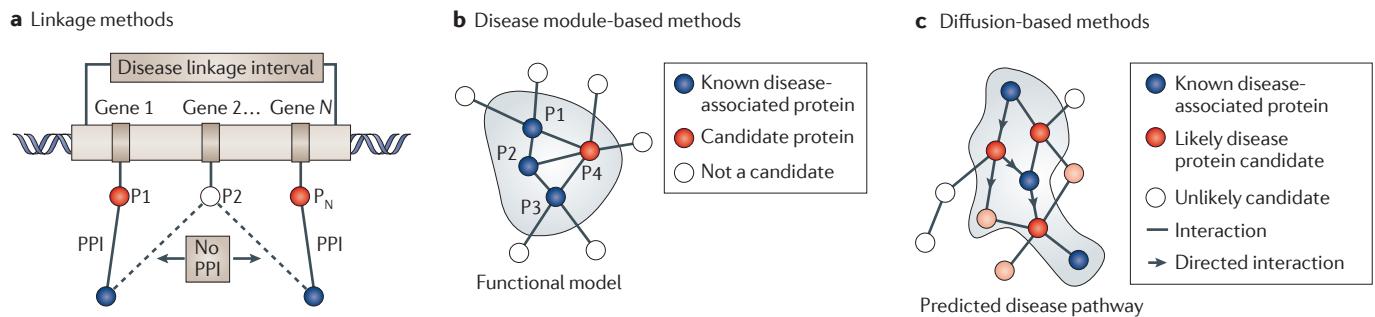 a Linkage methods
Disease linkage interval
Gene 1 Gene 2... Gene N
P1 P2 PN
PPI PPI
No
PPI
b Disease module-based methods
P1
P2
P4
P3
Functional model
Known disease-
associated protein
Candidate protein
Not a candidate
c Diffusion-based methods
Predicted disease pathway
Known disease-
associated protein
Likely disease
protein candidate
Unlikely candidate
Interaction
Directed interaction